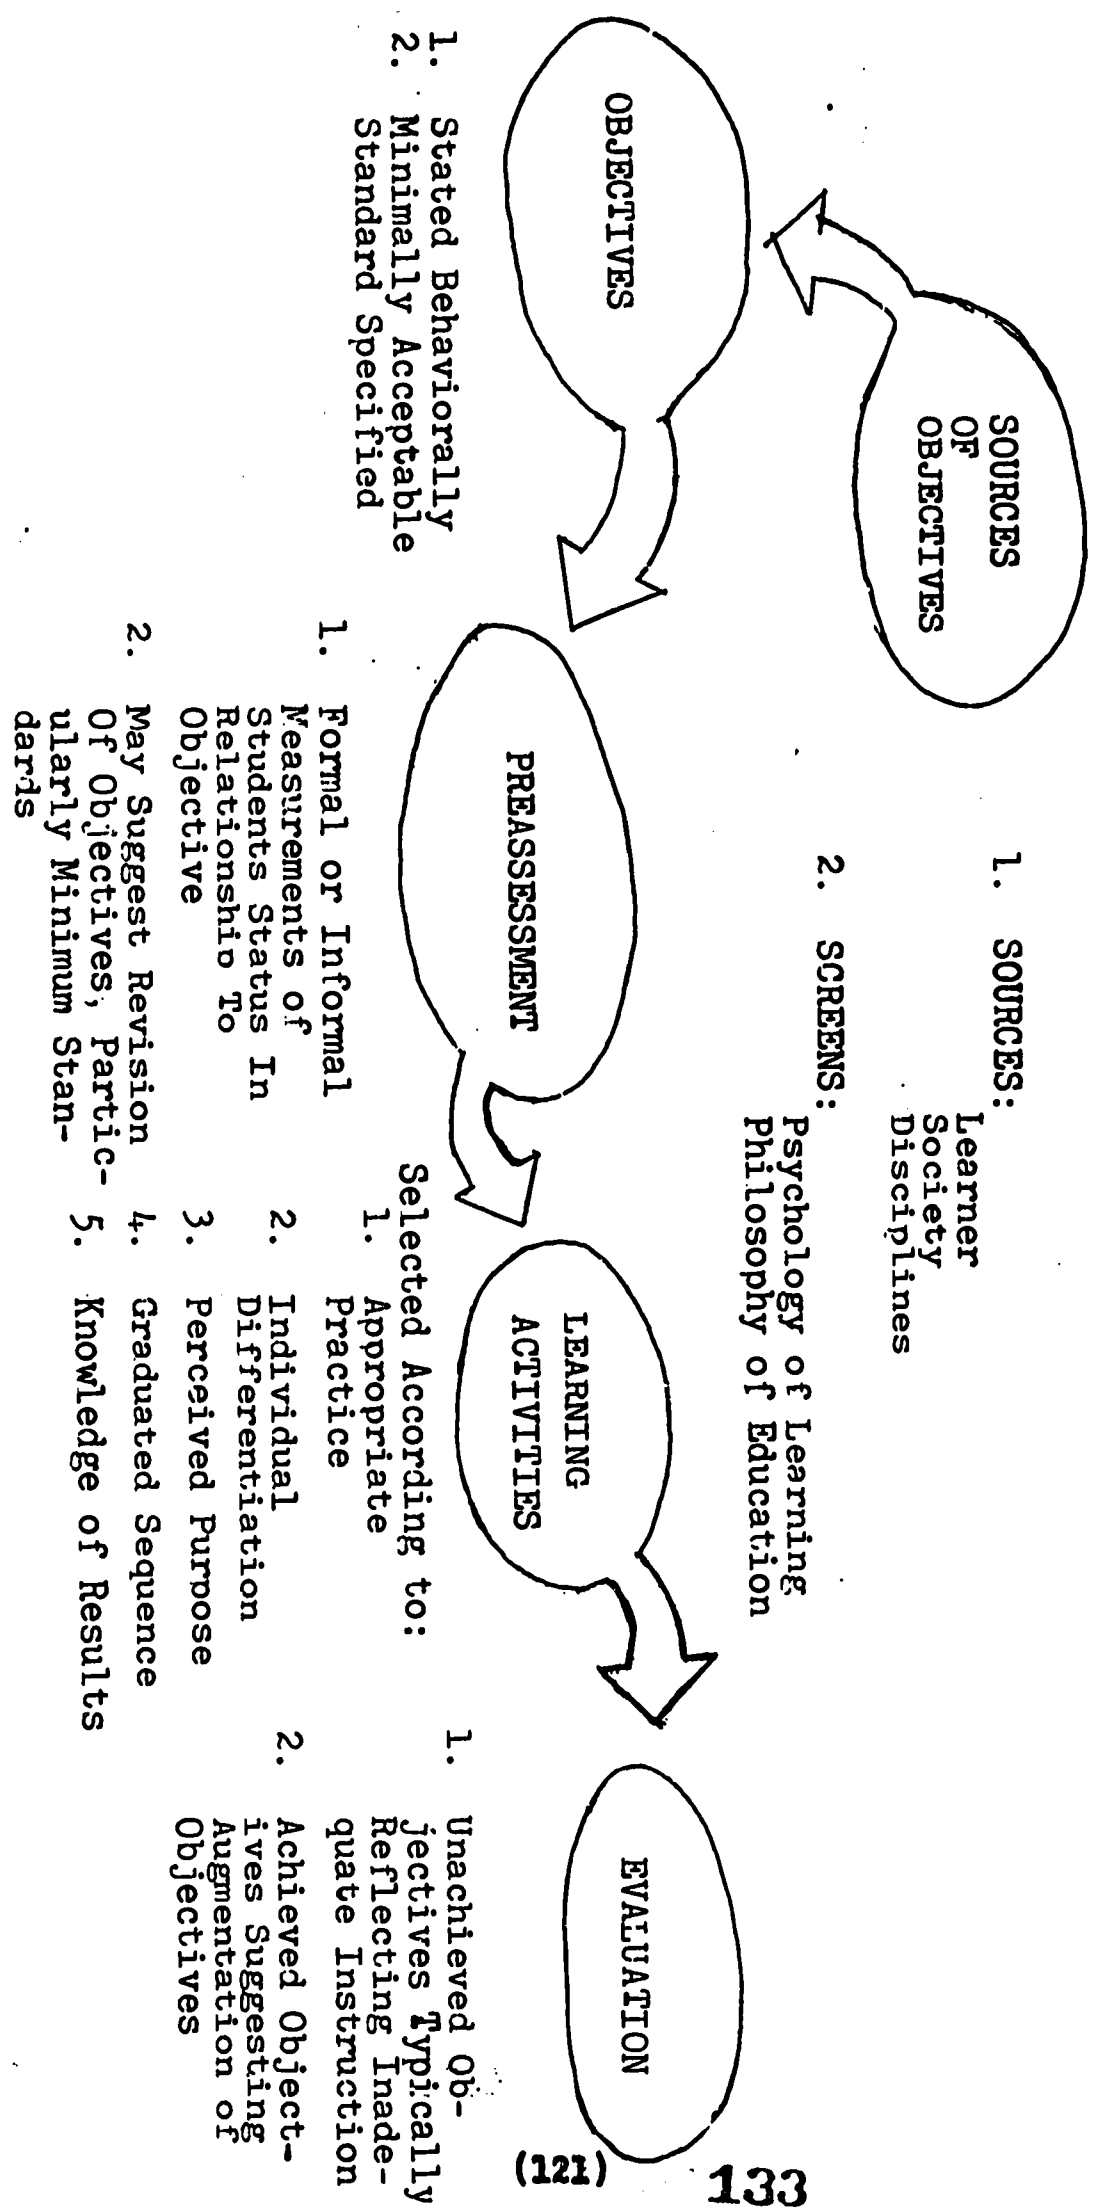 SOURCES
OF
OBJECTIVES
1. SOURCES:
Learner
Society
Disciplines
2. SCREENS:
Psychology of Learning
Philosophy of Education
OBJECTIVES
1. Stated Behaviorally
2. Minimally Acceptable
Standard Specified
PREASSESSMENT
1. Formal or Informal
Measurements of
Students Status In
Relationship To
Objective
2. May Suggest Revision
Of Objectives, Partic-
ularly Minimum Stan-
dards
LEARNING
ACTIVITIES
Selected According to:
1. Appropriate
Practice
2. Individual
Differentiation
3. Perceived Purpose
4. Graduated Sequence
5. Knowledge of Results
EVALUATION
1. Unachieved Ob-
jectives Typically
Reflecting Inade-
quate Instruction
2. Achieved Object-
ives Suggesting
Augmentation of
Objectives
(121)
133